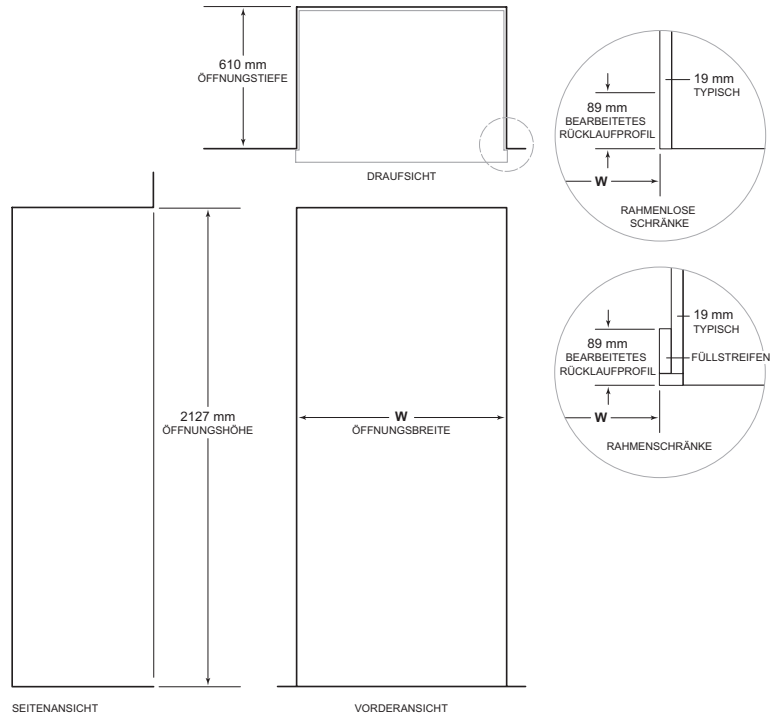 610 mm
ÖFFNUNGSTIEFE
DRAUFSICHT
19 mm
TYPISCH
89 mm
BEARBEITETES
RÜCKLAUFPROFIL
W
RAHMENLOSE
SCHRÄNKE
19 mm
TYPISCH
89 mm
BEARBEITETES
RÜCKLAUFPROFIL
FÜLLSTREIFEN
W
RAHMENSCHRÄNKE
2127 mm
ÖFFNUNGSHÖHE
W
ÖFFNUNGSBREITE
SEITENANSICHT
VORDERANSICHT